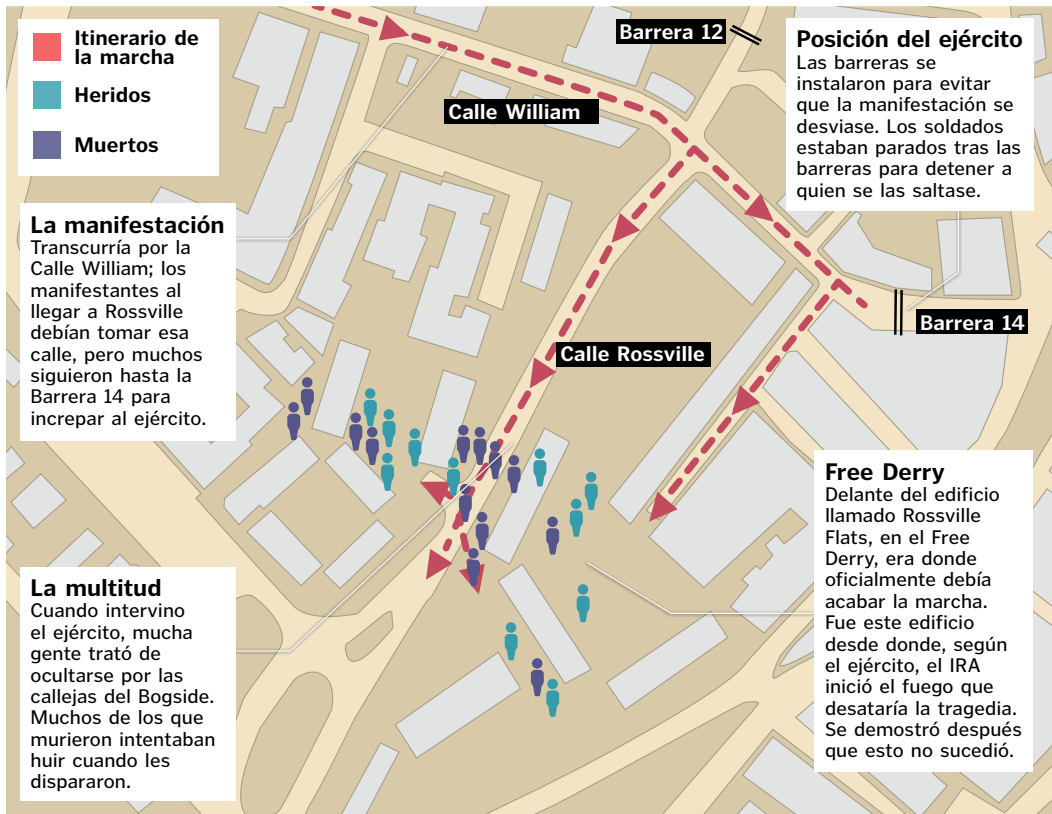 Itinerario de
la marcha
Heridos
Muertos
Barrera 12
Calle William
Posición del ejército
Las barreras se
instalaron para evitar
que la manifestación se
desviase. Los soldados
estaban parados tras las
barreras para detener a
quien se las saltase.
La manifestación
Transcurría por la
Calle William; los
manifestantes al
llegar a Rossville
debían tomar esa
calle, pero muchos
siguieron hasta la
Barrera 14 para
increpar al ejército.
Barrera 14
Calle Rossville
Free Derry
Delante del edificio
llamado Rossville
Flats, en el Free
Derry, era donde
oficialmente debía
acabar la marcha.
Fue este edificio
desde donde, según
el ejército, el IRA
inició el fuego que
desataría la tragedia.
Se demostró después
que esto no sucedió.
La multitud
Cuando intervino
el ejército, mucha
gente trató de
ocultarse por las
callejas del Bogside.
Muchos de los que
murieron intentaban
huir cuando les
dispararon.